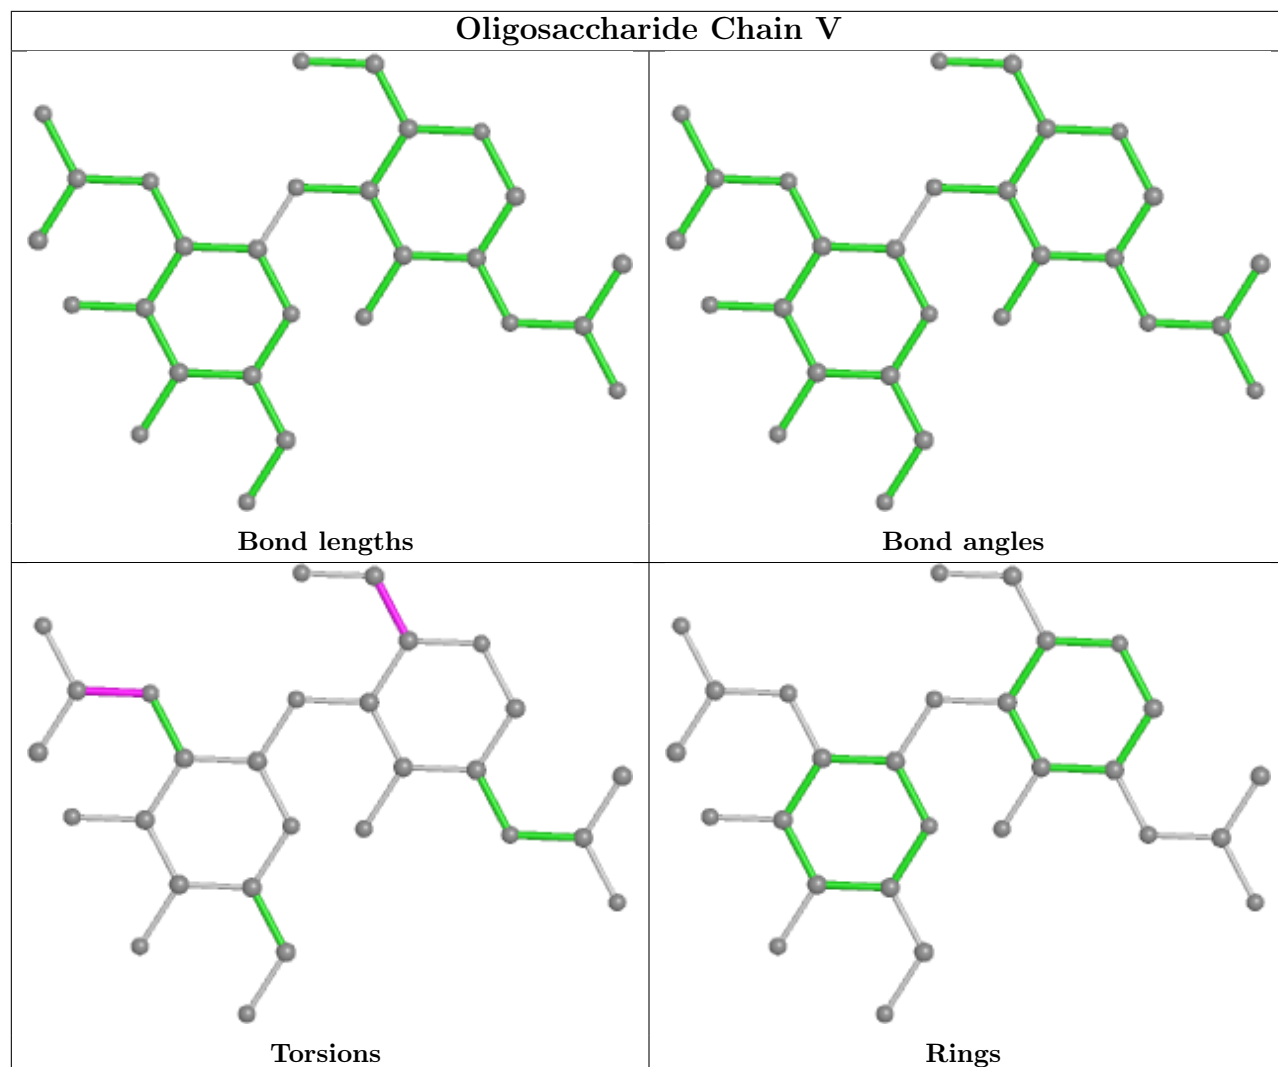 Oligosaccharide Chain V
Bond lengths
Bond angles
Torsions
Rings